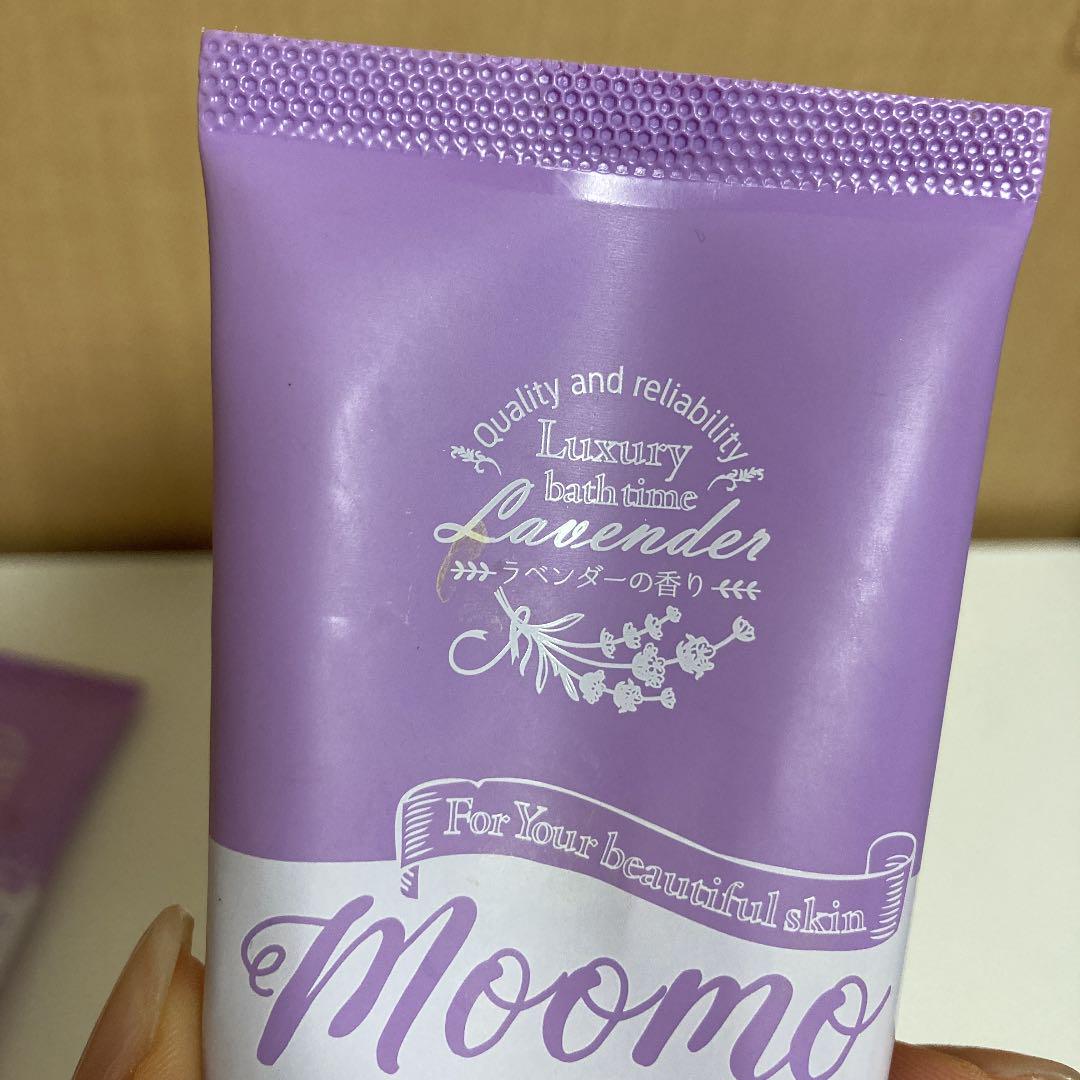 Quality and reliability
Luxury
bath time
Lavender
ラベンダーの香り
For Your beautiful skin
Moomo